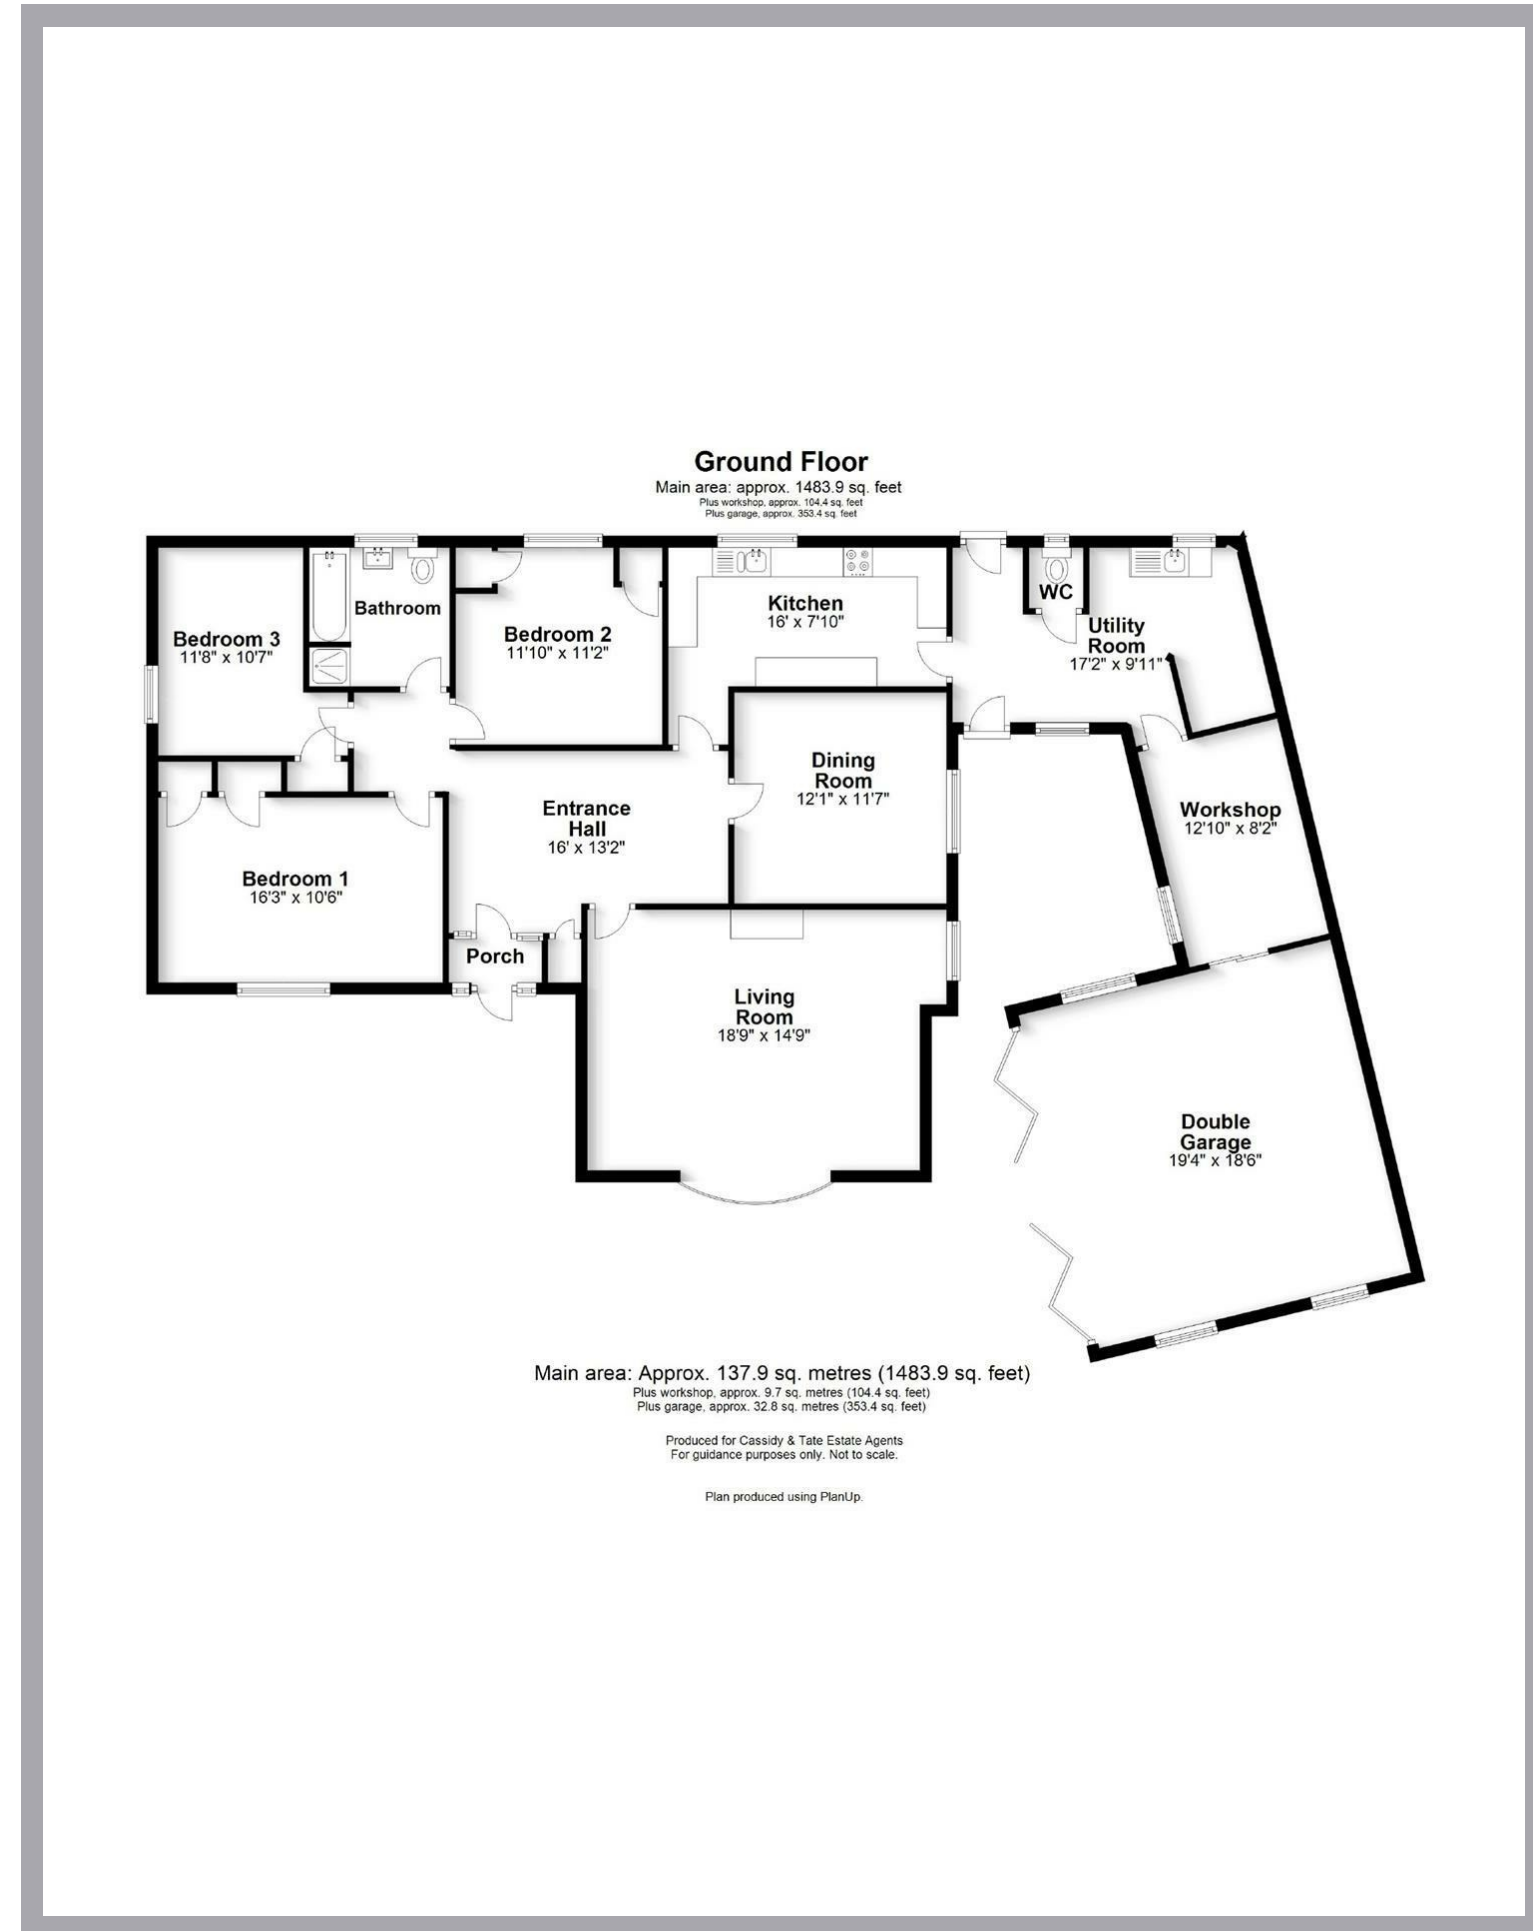 Ground Floor
Main area: approx. 1483.9 sq. feet
Plus workshop, approx. 104.4 sq. feet
Plus garage, approx. 353.4 sq. feet
Bedroom 3
11'8" x 10'7"
Bathroom
Bedroom 2
11'10" x 11'2"
Kitchen
16' x 7'10"
WC
Utility
Room
17'2" x 9'11"
Dining
Room
12'1" x 11'7"
Entrance
Hall
16' x 13'2"
Workshop
12'10" x 8'2"
Bedroom 1
16'3" x 10'6"
Porch
Living
Room
18'9" x 14'9"
Double
Garage
19'4" x 18'6"
Main area: Approx. 137.9 sq. metres (1483.9 sq. feet)
Plus workshop, approx. 9.7 sq. metres (104.4 sq. feet)
Plus garage, approx. 32.8 sq. metres (353.4 sq. feet)
Produced for Cassidy & Tate Estate Agents
For guidance purposes only. Not to scale.
Plan produced using PlanUp.